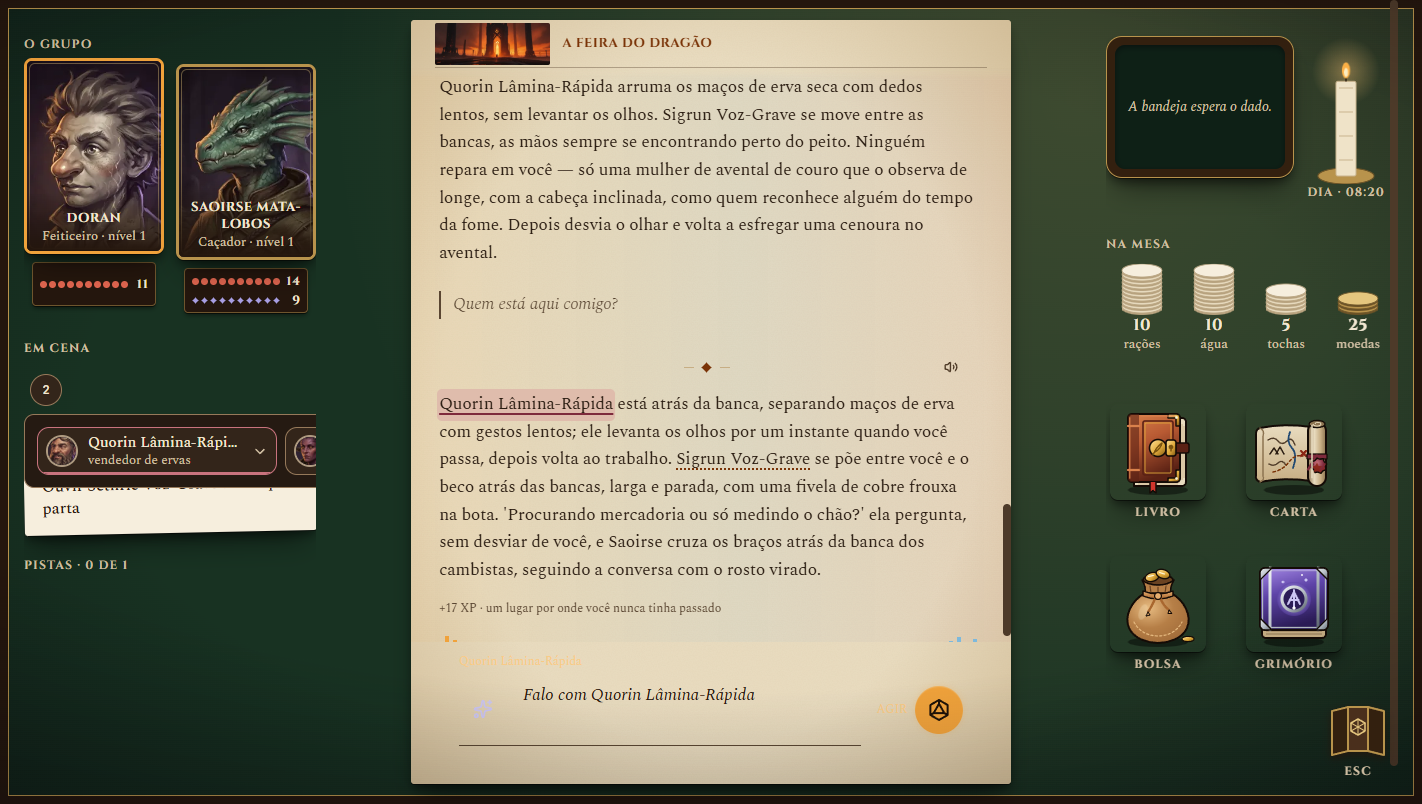 O GRUPO
DORAN
Feiticeiro · nível 1
11
SAOIRSE MATA-
LOBOS
Caçador · nível 1
14
9
EM CENA
2
Quorin Lâmina-Rápi...
vendedor de ervas
parta
PISTAS · 0 DE 1
A FEIRA DO DRAGÃO
Quorin Lâmina-Rápida arruma os maços de erva seca com dedos
lentos, sem levantar os olhos. Sigrun Voz-Grave se move entre as
bancas, as mãos sempre se encontrando perto do peito. Ninguém
repara em você — só uma mulher de avental de couro que o observa de
longe, com a cabeça inclinada, como quem reconhece alguém do tempo
da fome. Depois desvia o olhar e volta a esfregar uma cenoura no
avental.
Quem está aqui comigo?
Quorin Lâmina-Rápida está atrás da banca, separando maços de erva
com gestos lentos; ele levanta os olhos por um instante quando você
passa, depois volta o trabalho. Sigrun Voz-Grave se põe entre você e o
beco atrás das bancas, larga e parada, com uma fivela de cobre frouxa
na bota. 'Procurando mercadoria ou só medindo o chão?' ela pergunta,
sem desviar de você, e Saoirse cruza os braços atrás da banca dos
cambistas, seguindo a conversa com o rosto virado.
+17 XP · um lugar por onde você nunca tinha passado
Quorin Lâmina-Rápida
Falo com Quorin Lâmina-Rápida
AGIR
A bandeja espera o dado.
DIA · 08:20
NA MESA
10
rações
10
água
5
tochas
25
moedas
LIVRO
CARTA
BOLSA
GRIMÓRIO
ESC